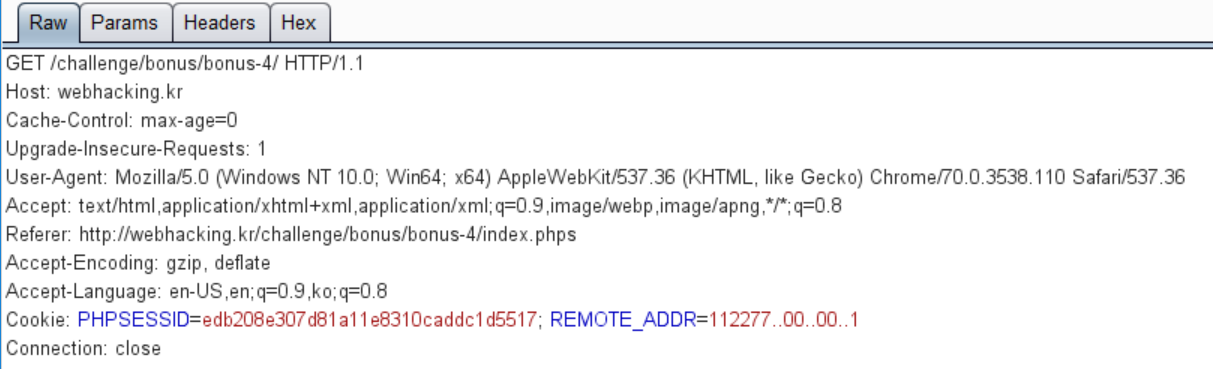 Raw Params Headers Hex
GET /challenge/bonus/bonus-4/ HTTP/1.1
Host: webhacking.kr
Cache-Control: max-age=0
Upgrade-Insecure-Requests: 1
User-Agent: Mozilla/5.0 (Windows NT 10.0; Win64; x64) AppleWebKit/537.36 (KHTML, like Gecko) Chrome/70.0.3538.110 Safari/537.36
Accept: text/html,application/xhtml+xml,application/xml;q=0.9,image/webp,image/apng,*/*;q=0.8
Referer: http://webhacking.kr/challenge/bonus/bonus-4/index.phps
Accept-Encoding: gzip, deflate
Accept-Language: en-US,en;q=0.9,ko;q=0.8
Cookie: PHPSESSID=edb208e307d81a11e8310caddc1d5517; REMOTE_ADDR=112277..00..00..1
Connection: close